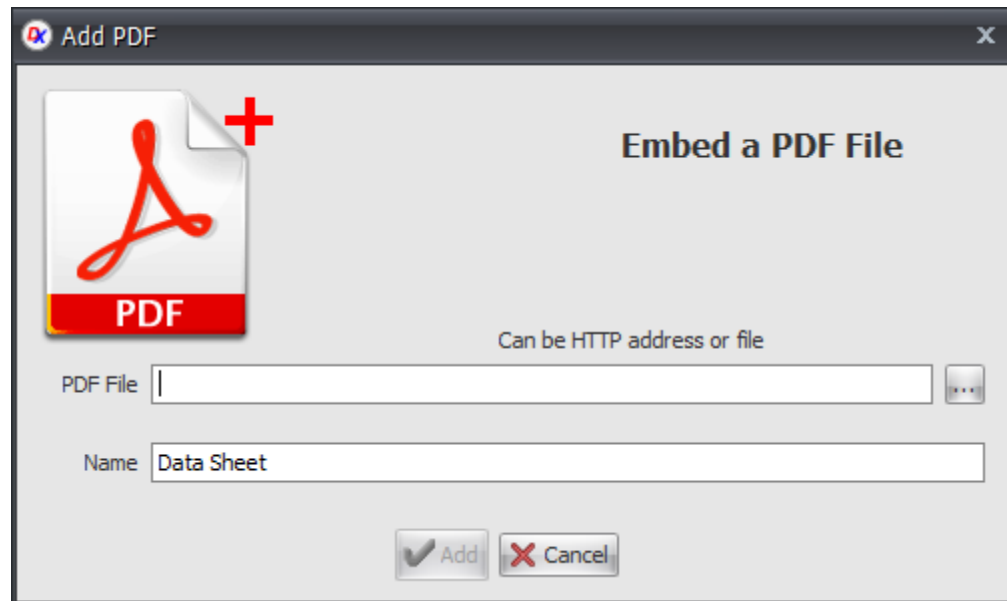 Add PDF
Embed a PDF File
PDF
Can be HTTP address or file
PDF File
...
Name Data Sheet
Add Cancel